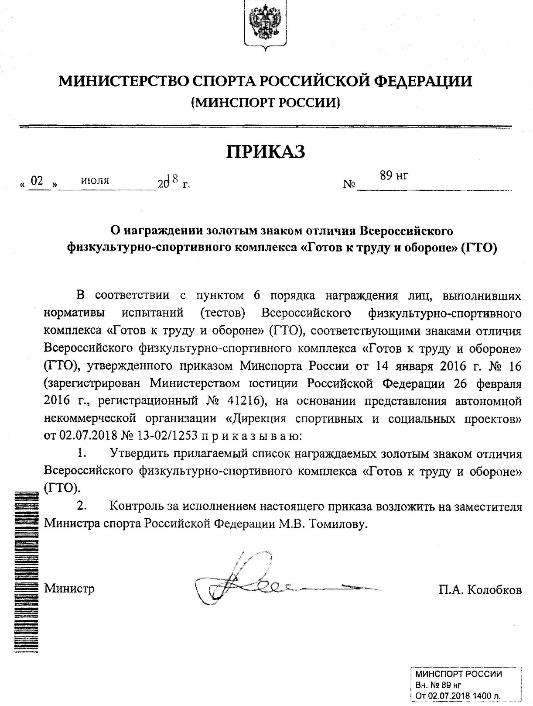 МИНИСТЕРСТВО СПОРТА РОССИЙСКОЙ ФЕДЕРАЦИИ
(МИНСПОРТ РОССИИ)
ПРИКАЗ
« 02 » июля 2018 г. № 89 нг
О награждении золотым знаком отличия Всероссийского
физкультурно-спортивного комплекса «Готов к труду и обороне» (ГТО)
В соответствии с пунктом 6 порядка награждения лиц, выполнивших
нормативы испытаний (тестов) Всероссийского физкультурно-спортивного
комплекса «Готов к труду и обороне» (ГТО), соответствующими знаками отличия
Всероссийского физкультурно-спортивного комплекса «Готов к труду и обороне»
(ГТО), утвержденного приказом Минспорта России от 14 января 2016 г. № 16
(зарегистрирован Министерством юстиции Российской Федерации 26 февраля
2016 г., регистрационный № 41216), на основании представления автономной
некоммерческой организации «Дирекция спортивных и социальных проектов»
от 02.07.2018 № 13-02/1253 п р и к а з ы в а ю:
1. Утвердить прилагаемый список награждаемых золотым знаком отличия
Всероссийского физкультурно-спортивного комплекса «Готов к труду и обороне»
(ГТО).
2. Контроль за исполнением настоящего приказа возложить на заместителя
Министра спорта Российской Федерации М.В. Томилову.
Министр П.А. Колобков
МИНСПОРТ РОССИИ
Вн. № 89 нг
От 02.07.2018 1400 л.